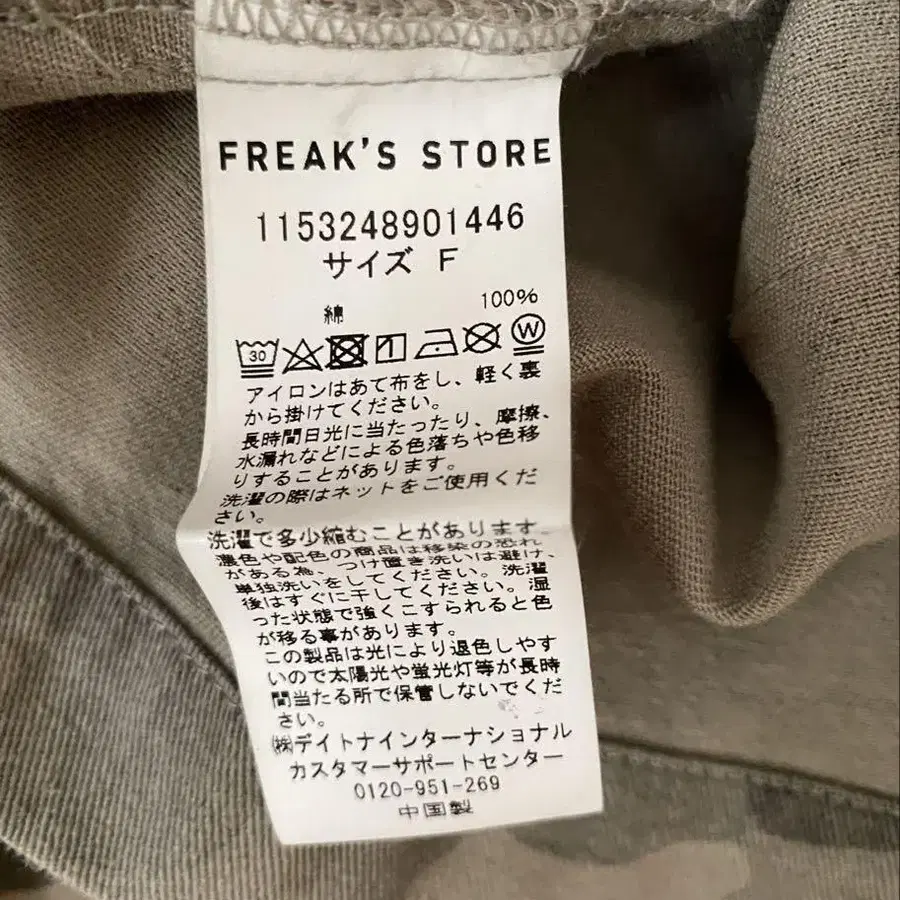 FREAK'S STORE
1153248901446
サイズ F
綿 100%
30 1 W
アイロンはあて布をし、軽く裏
から掛けてください。
長時間日光に当たったり、摩擦、
水漏れなどによる色落ちや色移
りすることがあります。
洗濯の際はネットをご使用くだ
さい。
洗濯で多少縮むことがあります。
濃色や配色の商品は移染の恐れ
がある為、つけ置き洗いは避け、
単独洗いをしてください。洗濯
後はすぐに干してください。湿
った状態で強くこすられると色
が移る事があります。
この製品は光により退色しやす
いので太陽光や蛍光灯等が長時
間当たる所で保管しないでくだ
さい。
㈱デイトナインターナショナル
カスタマーサポートセンター
0120-951-269
中国製